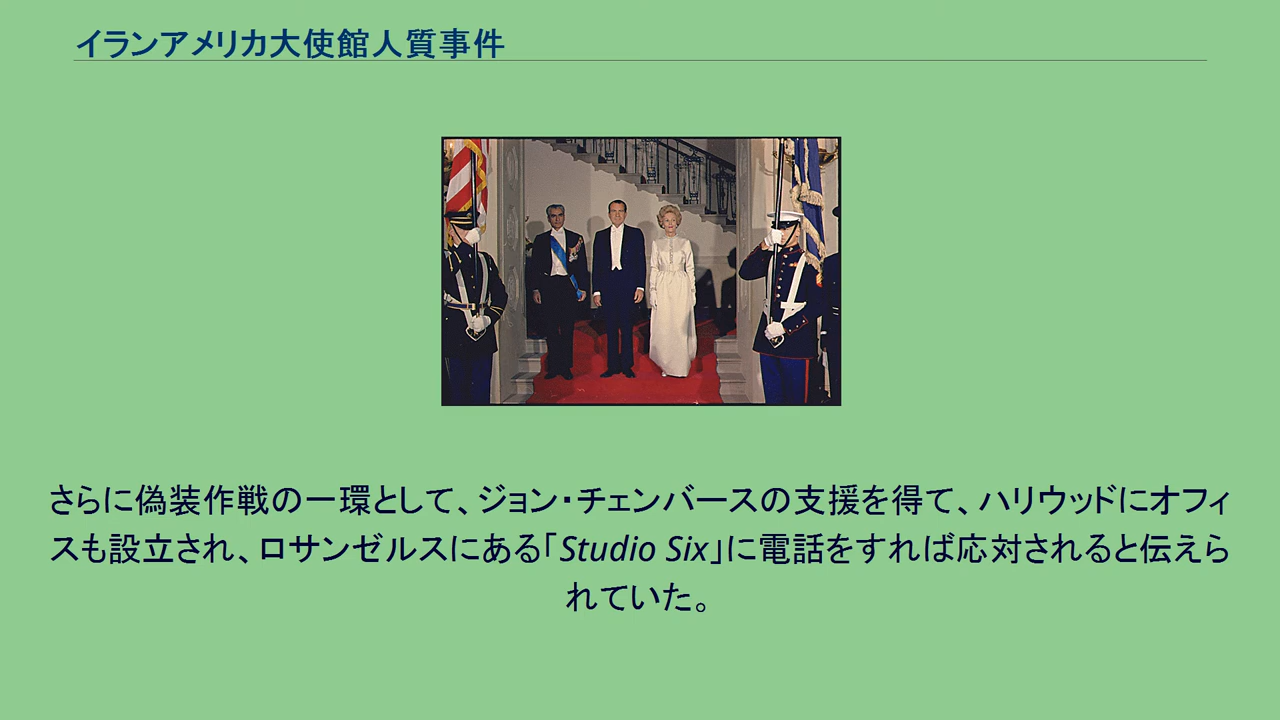 イランアメリカ大使館人質事件
さらに偽装作戦の一環として、ジョン・チェンバースの支援を得て、ハリウッドにオフィ
スも設立され、ロサンゼルスにある「Studio Six」に電話をすれば応対されると伝えら
れていた。